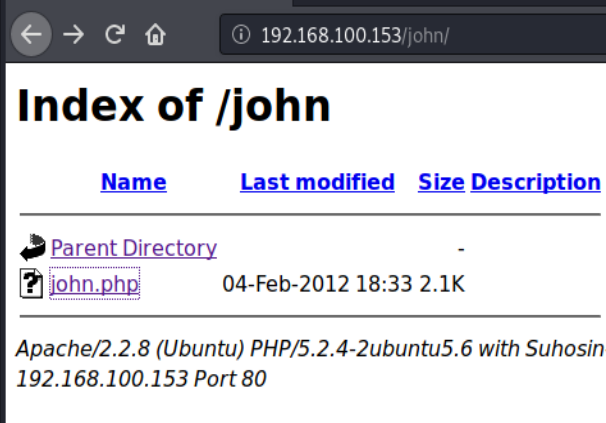 192.168.100.153/john/
Index of /john
Name Last modified Size Description
Parent Directory -
john.php 04-Feb-2012 18:33 2.1K
Apache/2.2.8 (Ubuntu) PHP/5.2.4-2ubuntu5.6 with Suhosin
192.168.100.153 Port 80